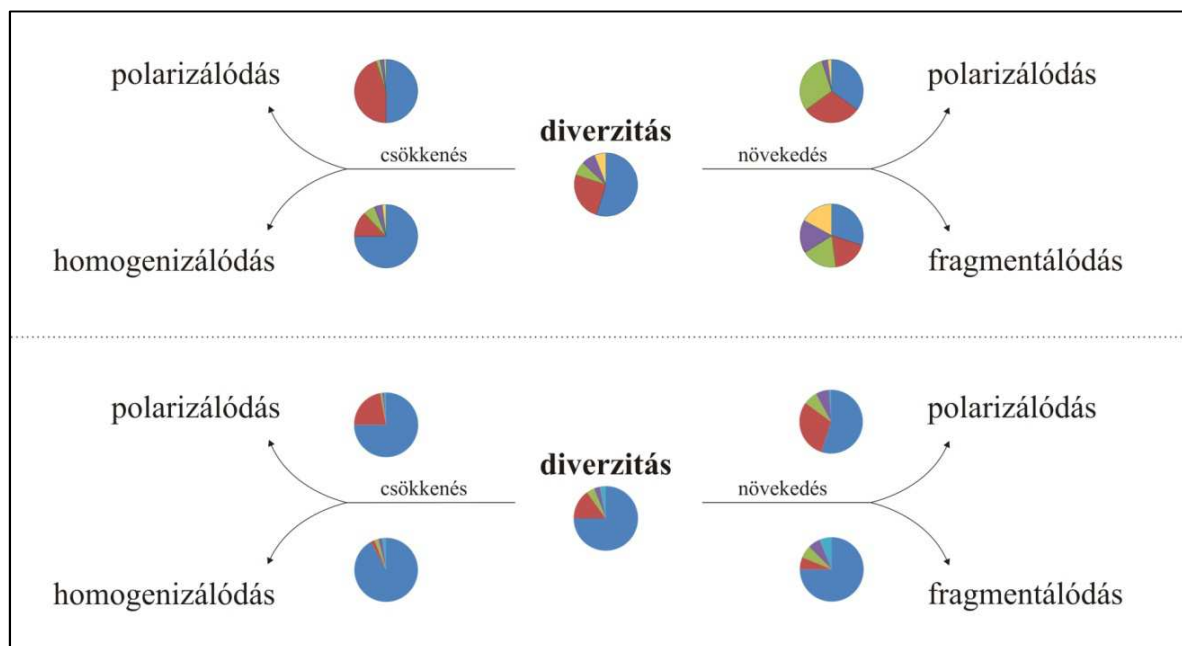 polarizálódás
polarizálódás
diverzitás
csökkenés
növekedés
homogenizálódás
fragmentálódás
polarizálódás
polarizálódás
diverzitás
csökkenés
növekedés
homogenizálódás
fragmentálódás